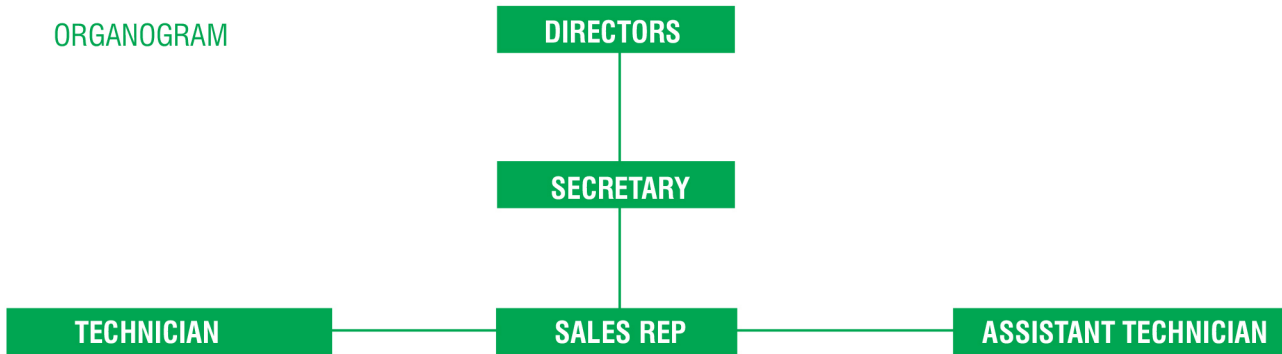 ORGANOGRAM
DIRECTORS
SECRETARY
TECHNICIAN
SALES REP
ASSISTANT TECHNICIAN